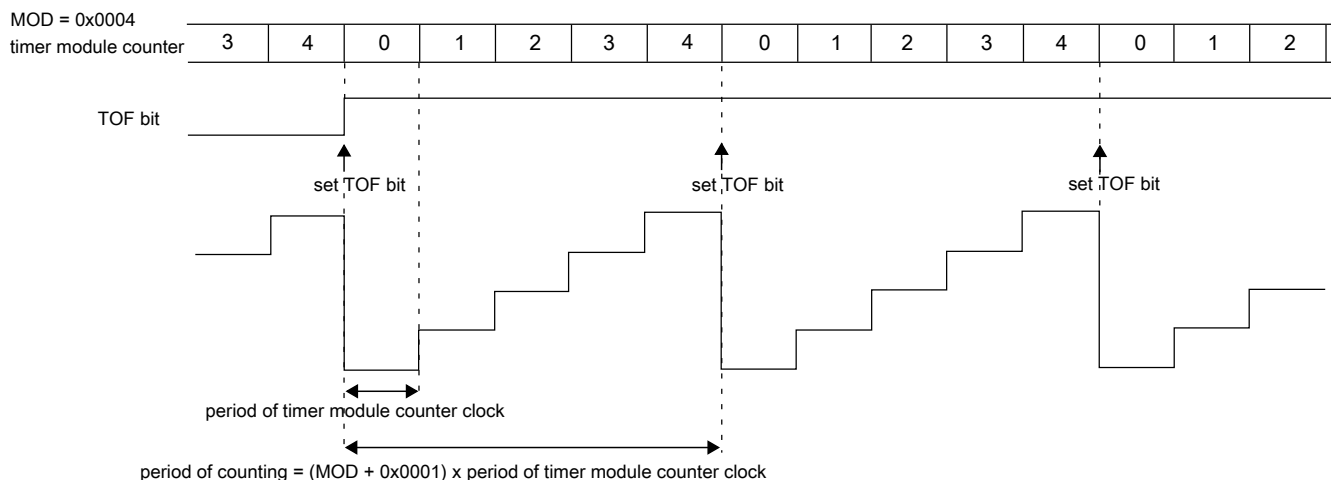 MOD = 0x0004
timer module counter
3 4 0 1 2 3 4 0 1 2 3 4 0 1 2
TOF bit
set TOF bit set TOF bit set TOF bit
period of timer module counter clock
period of counting = (MOD + 0x0001) x period of timer module counter clock